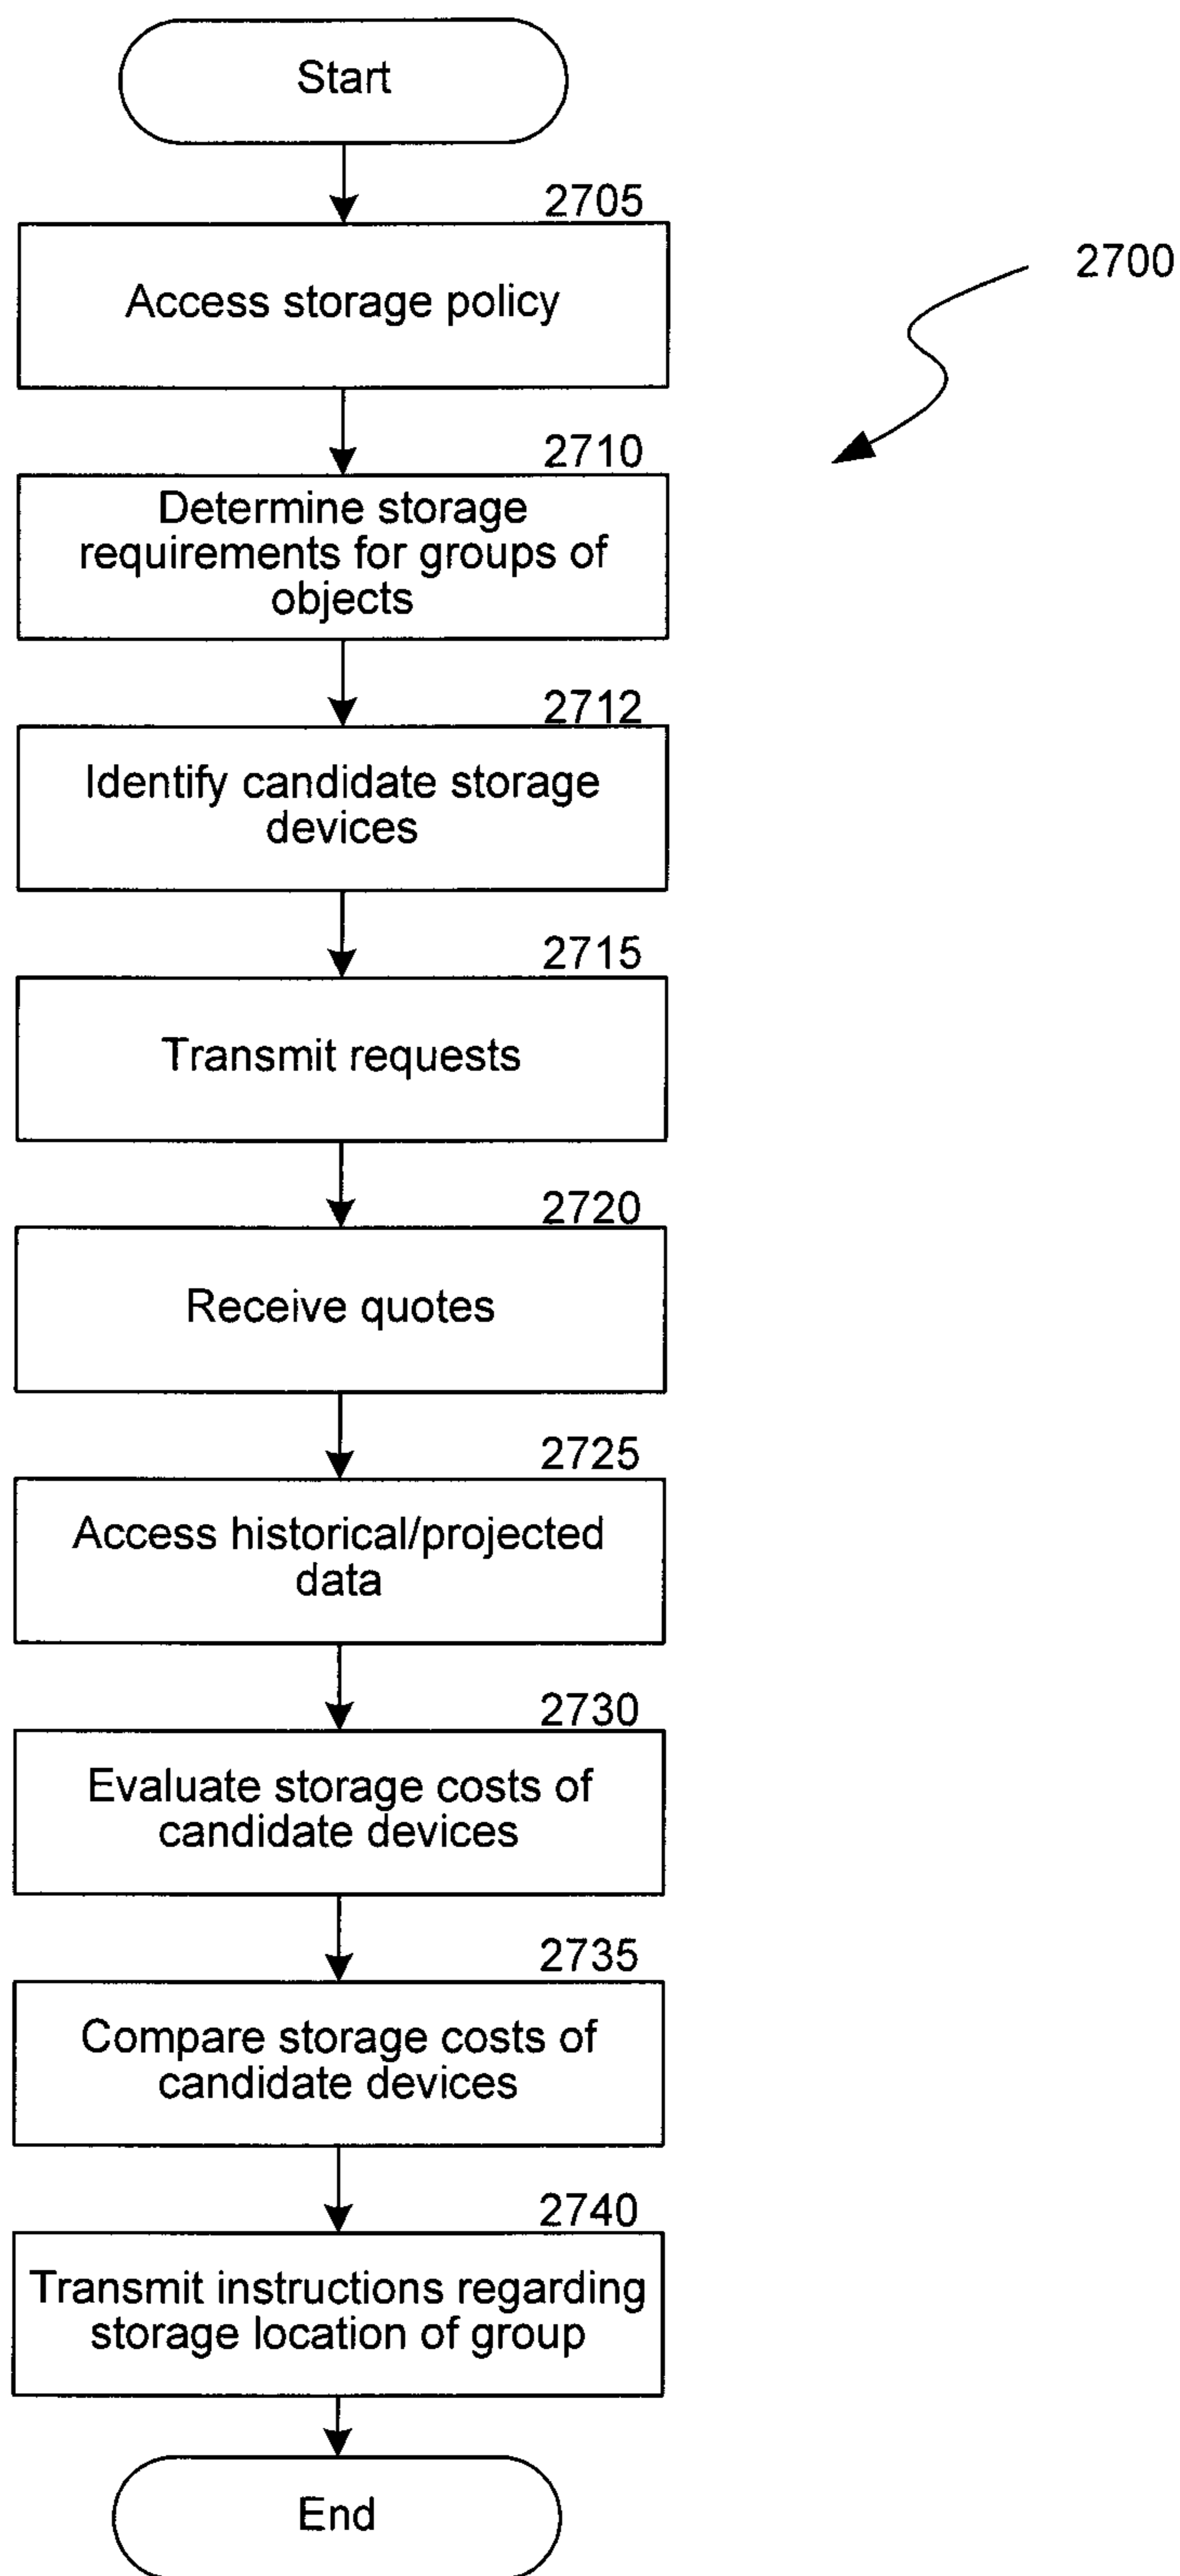 Start
2705
Access storage policy
2700
2710
Determine storage
requirements for groups of
objects
2712
Identify candidate storage
devices
2715
Transmit requests
2720
Receive quotes
2725
Access historical/projected
data
2730
Evaluate storage costs of
candidate devices
2735
Compare storage costs of
candidate devices
2740
Transmit instructions regarding
storage location of group
End